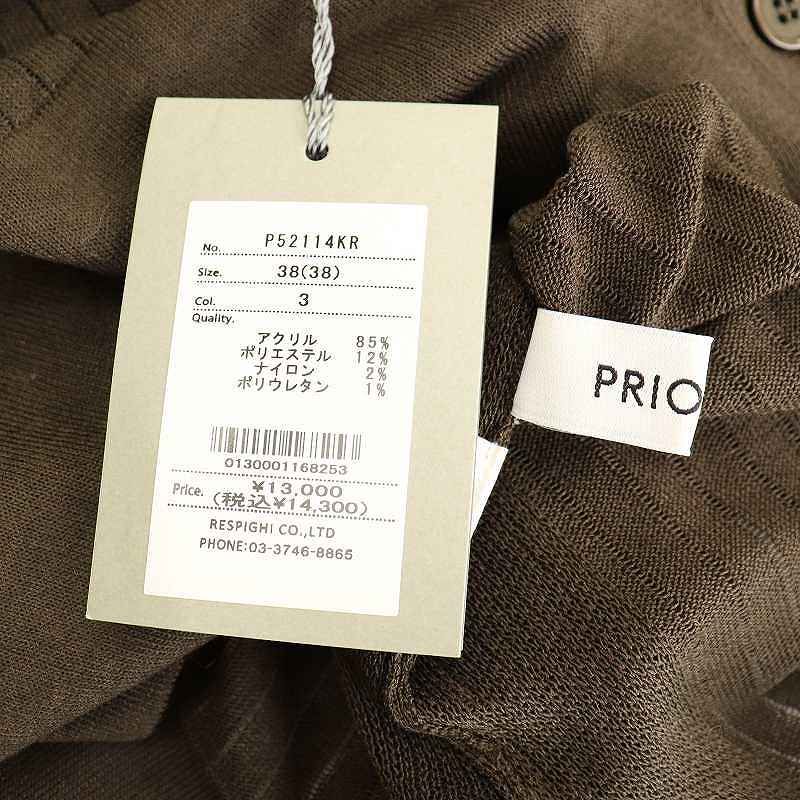 No. P52114KR
Size. 38(38)
Col. 3
Quality.
アクリル 85%
ポリエステル 12%
ナイロン 2%
ポリウレタン 1%
0130001168253
Price. ¥13,000
(税込¥14,300)
RESPIGHI CO.,LTD
PHONE:03-3746-8865
PRIO